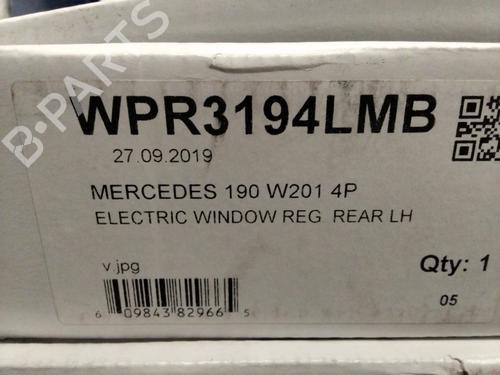 B-PARTS
WPR3194LMB
27.09.2019
MERCEDES 190 W201 4P
ELECTRIC WINDOW REG REAR LH
v.jpg
Qty: 1
6 09843 82966 5
05